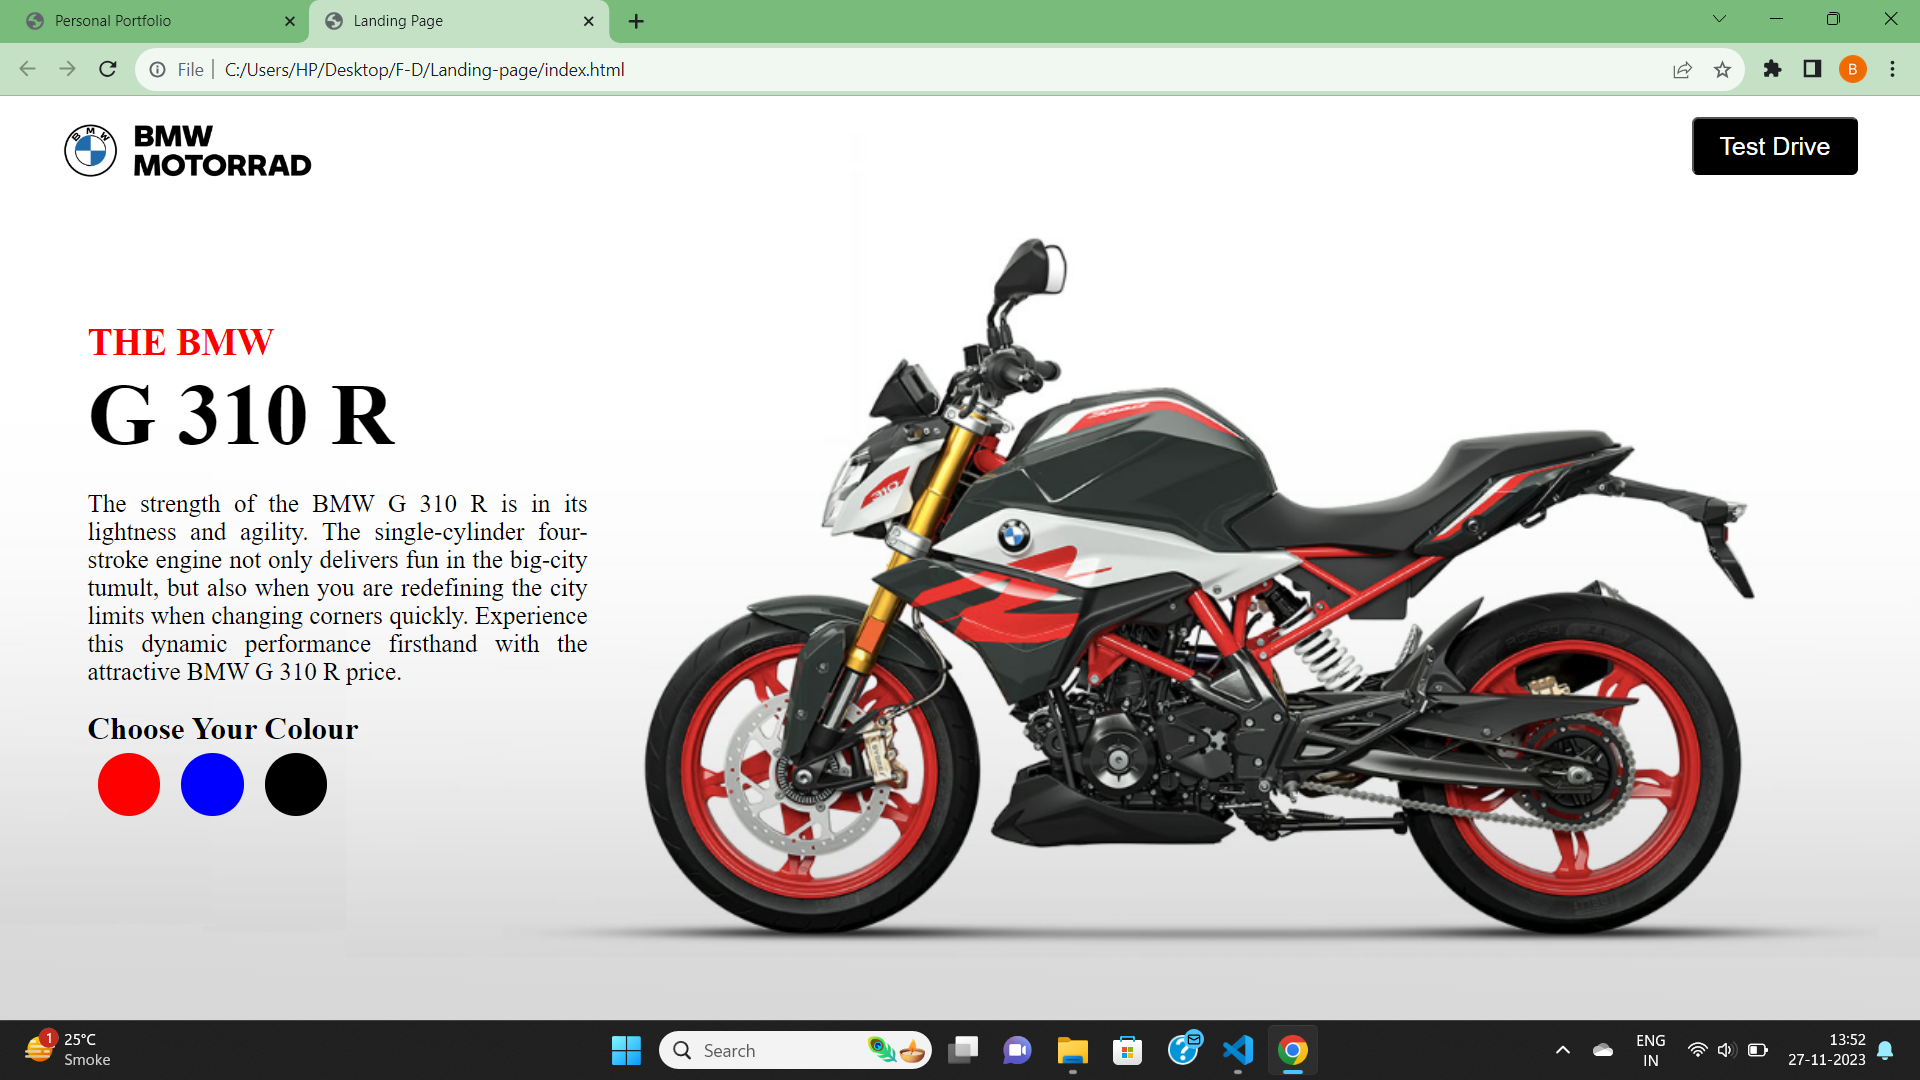 Personal Portfolio
Landing Page
File
C:/Users/HP/Desktop/F-D/Landing-page/index.html
B
BMW
BMW
MOTORRAD
Test Drive
THE BMW
G 310 R
The strength of the BMW G 310 R is in its
lightness and agility. The single-cylinder four-
stroke engine not only delivers fun in the big-city
tumult, but also when you are redefining the city
limits when changing corners quickly. Experience
this dynamic performance firsthand with the
attractive BMW G 310 R price.
Choose Your Colour
310
1
25°C
Smoke
Search
ENG
IN
13:52
27-11-2023